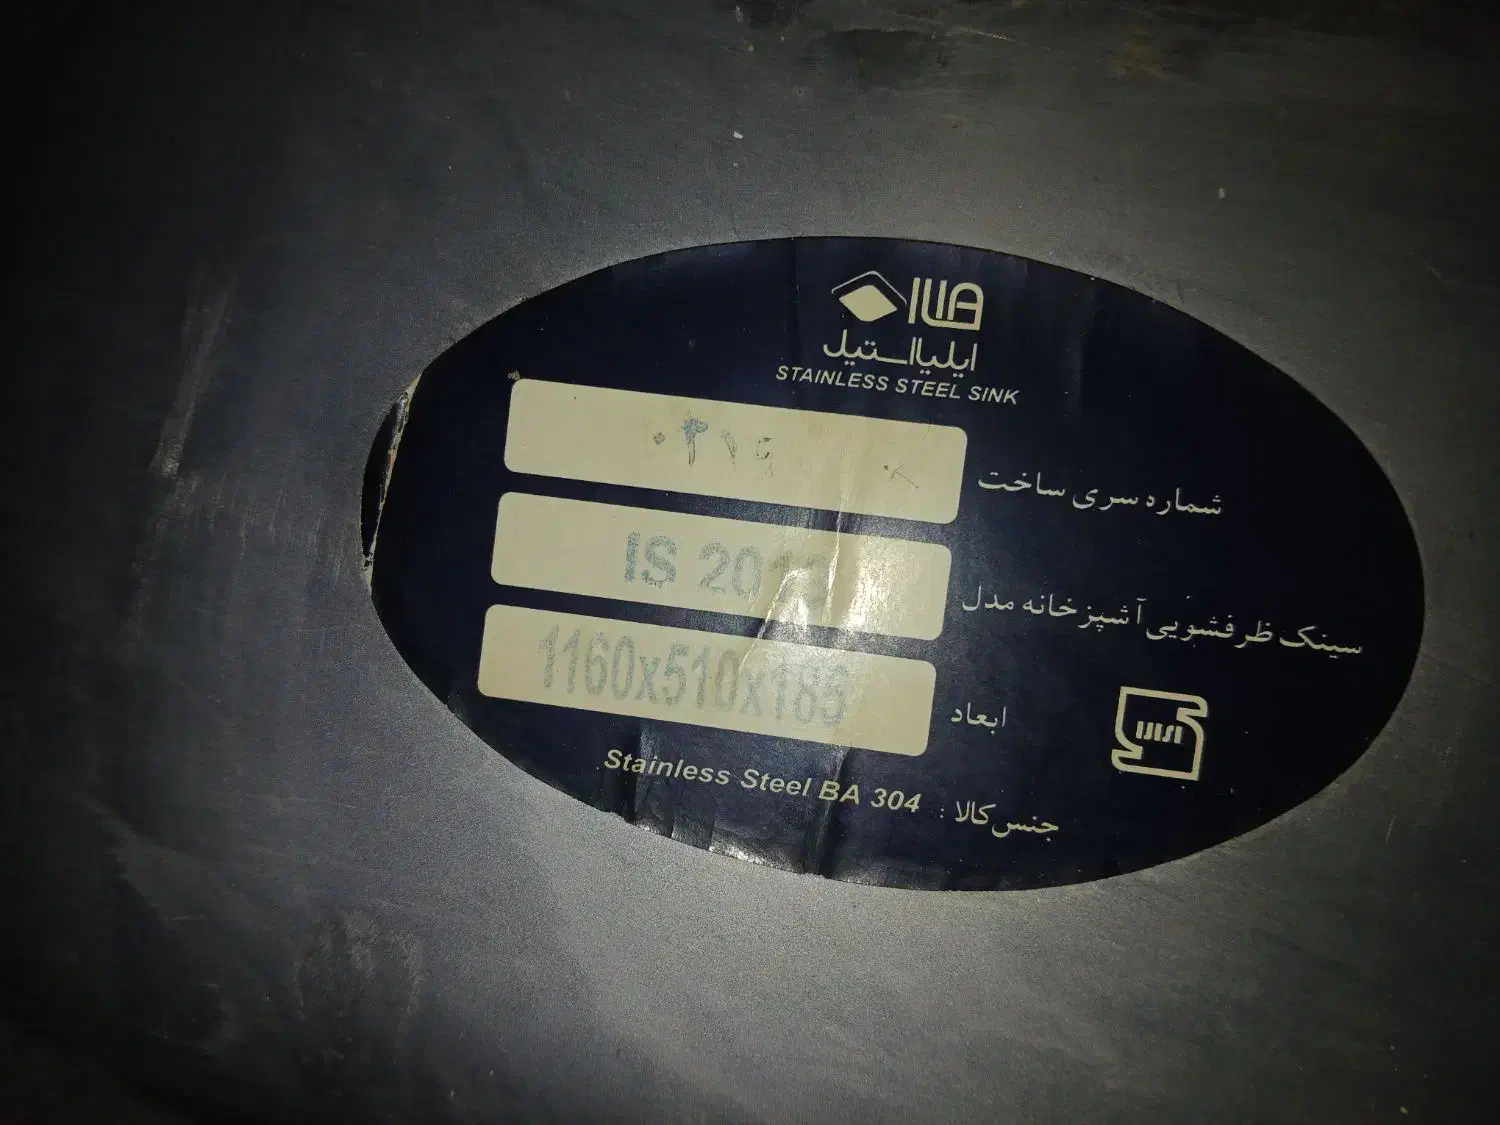 ILIA
ایلیا استیل
STAINLESS STEEL SINK
شماره سری ساخت
سینک ظرفشویی آشپزخانه مدل IS
ابعاد 1160x510x185
جنس کالا : Stainless Steel BA 304